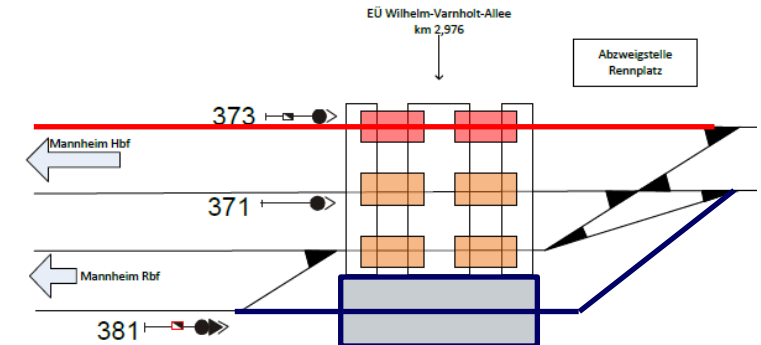 EÜ Wilhelm-Varnholt-Allee
km 2,976
Abzweigstelle
Rennplatz
373
Mannheim Hbf
371
Mannheim Rbf
381